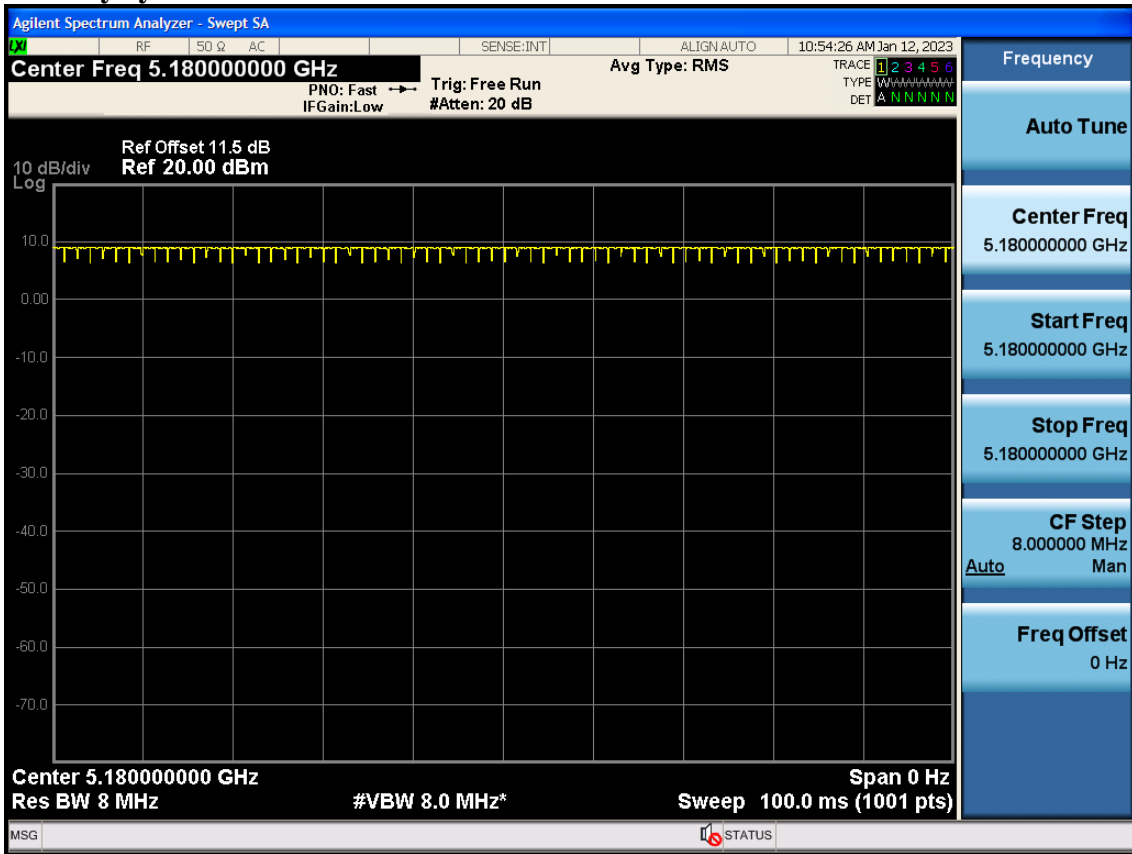 Agilent Spectrum Analyzer - Swept SA
LXI RF 50 Ω AC SENSE:INT ALIGN AUTO 10:54:26 AM Jan 12, 2023
Center Freq 5.180000000 GHz
PNO: Fast
IFGain:Low
Trig: Free Run
#Atten: 20 dB
Avg Type: RMS
TRACE 1 2 3 4 5 6
TYPE WWWWWW
DET A N N N N N
Ref Offset 11.5 dB
10 dB/div Ref 20.00 dBm
Log
10.0
0.00
-10.0
-20.0
-30.0
-40.0
-50.0
-60.0
-70.0
Center 5.180000000 GHz Span 0 Hz
Res BW 8 MHz #VBW 8.0 MHz* Sweep 100.0 ms (1001 pts)
MSG STATUS
Frequency
Auto Tune
Center Freq
5.180000000 GHz
Start Freq
5.180000000 GHz
Stop Freq
5.180000000 GHz
CF Step
8.000000 MHz
Auto Man
Freq Offset
0 Hz